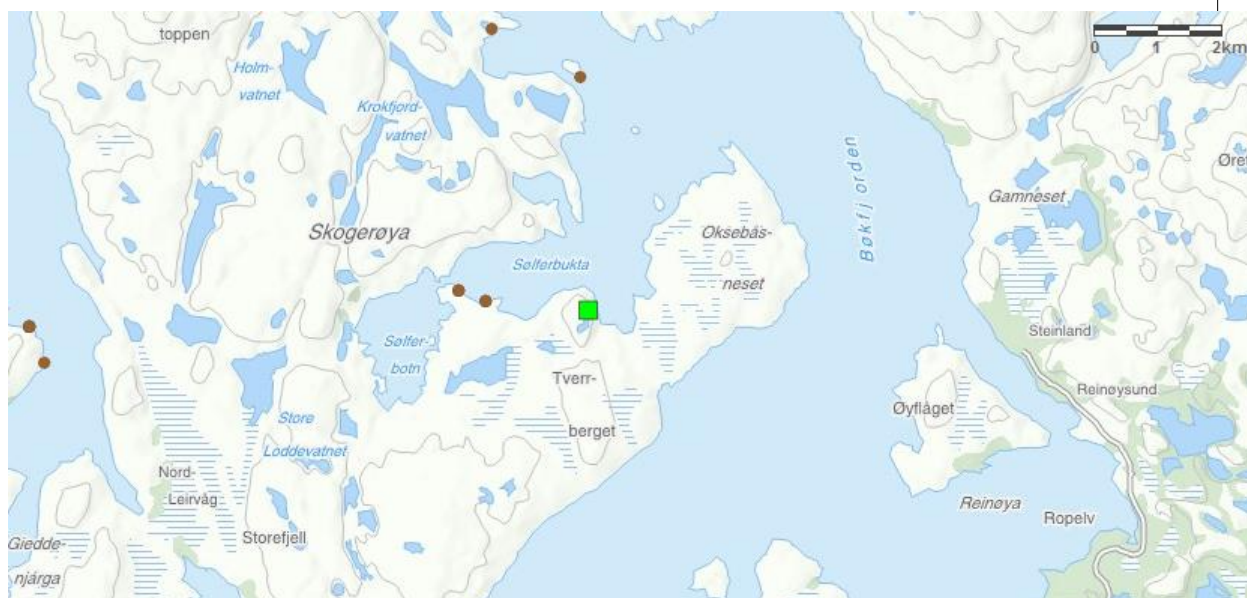 toppen
0 1 2km
Holm-
vatnet
Krokfjord-
vatnet
Øret
Gamneset
Bøkfjorden
Skogerøya
Oksebås-
neset
Sølferbukta
Steinland
Sølfer-
botn
Reinøysund
Tverr-
berget
Øyflåget
Store
Loddevatnet
Nord-
Leirvåg
Reinøya
Ropelv
Storefjell
Giedde-
njárga